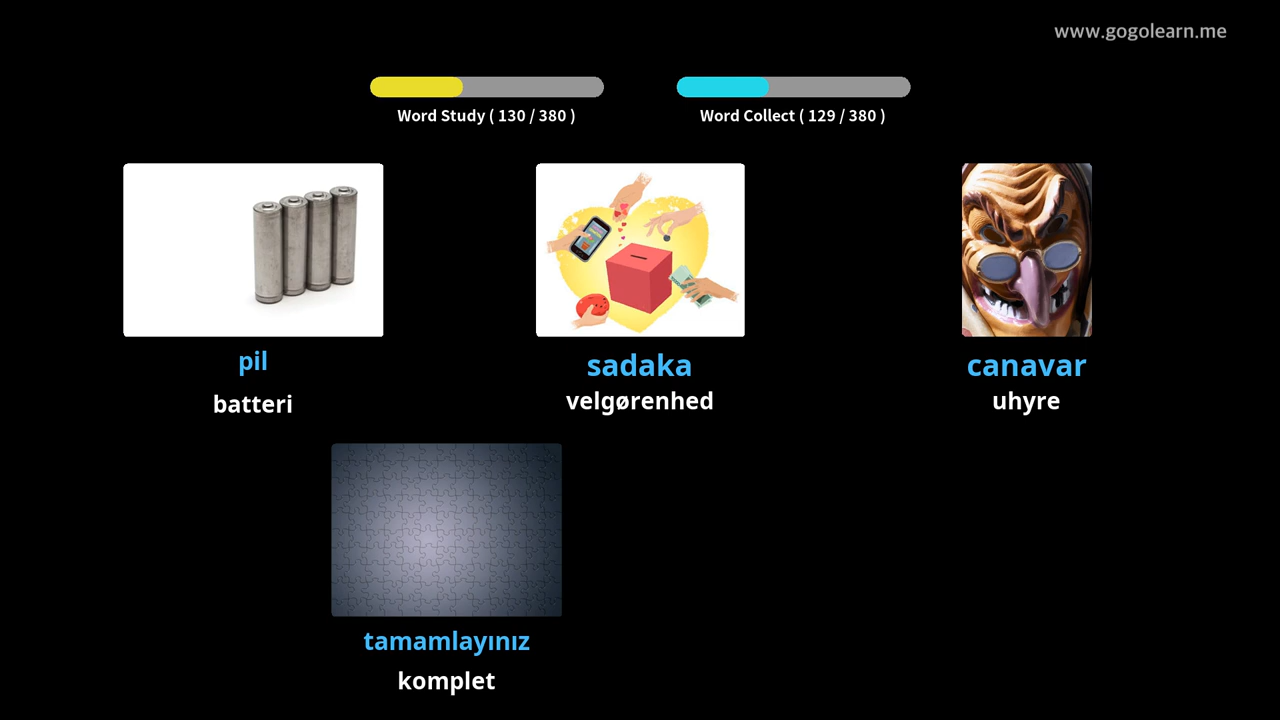 www.gogolearn.me
Word Study ( 130 / 380 )
Word Collect ( 129 / 380 )
pil
batteri
sadaka
velgørenhed
canavar
uhyre
tamamlayınız
komplet